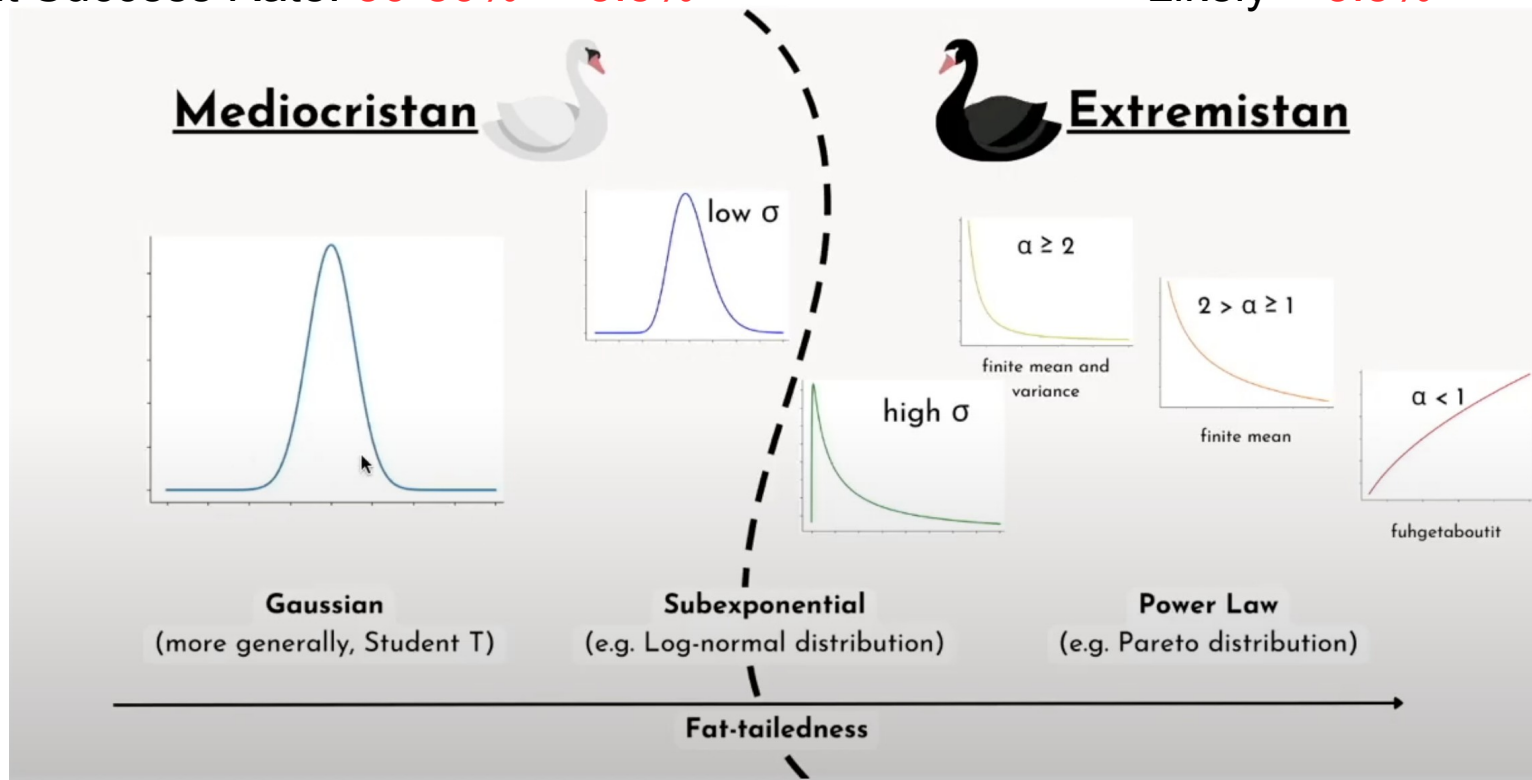 Mediocristan
Extremistan
low σ
α ≥ 2
2 > α ≥ 1
finite mean and
variance
high σ
α < 1
finite mean
fuhgetaboutit
Gaussian
(more generally, Student T)
Subexponential
(e.g. Log-normal distribution)
Power Law
(e.g. Pareto distribution)
Fat-tailedness